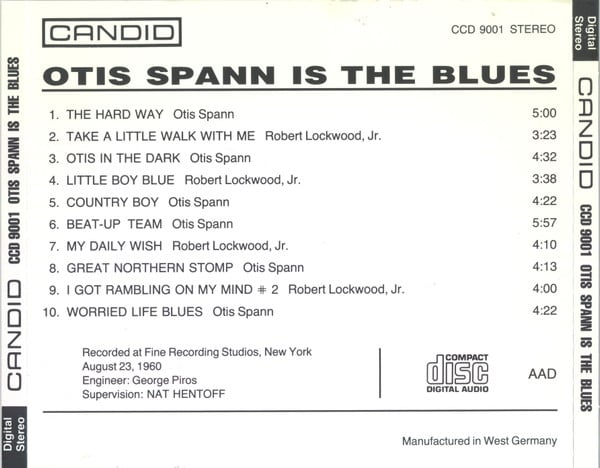 CANDID
CCD 9001 STEREO
OTIS SPANN IS THE BLUES
1. THE HARD WAY Otis Spann 5:00
2. TAKE A LITTLE WALK WITH ME Robert Lockwood, Jr. 3:23
3. OTIS IN THE DARK Otis Spann 4:32
4. LITTLE BOY BLUE Robert Lockwood, Jr. 3:38
5. COUNTRY BOY Otis Spann 4:22
6. BEAT-UP TEAM Otis Spann 5:57
7. MY DAILY WISH Robert Lockwood, Jr. 4:10
8. GREAT NORTHERN STOMP Otis Spann 4:13
9. I GOT RAMBLING ON MY MIND # 2 Robert Lockwood, Jr. 4:00
10. WORRIED LIFE BLUES Otis Spann 4:22
Recorded at Fine Recording Studios, New York
August 23, 1960
Engineer: George Piros
Supervision: NAT HENTOFF
COMPACT
disc
DIGITAL AUDIO
AAD
Manufactured in West Germany
Digital
Stereo
CANDID CCD 9001 OTIS SPANN IS THE BLUES
Digital
Stereo
CANDID CCD 9001 OTIS SPANN IS THE BLUES